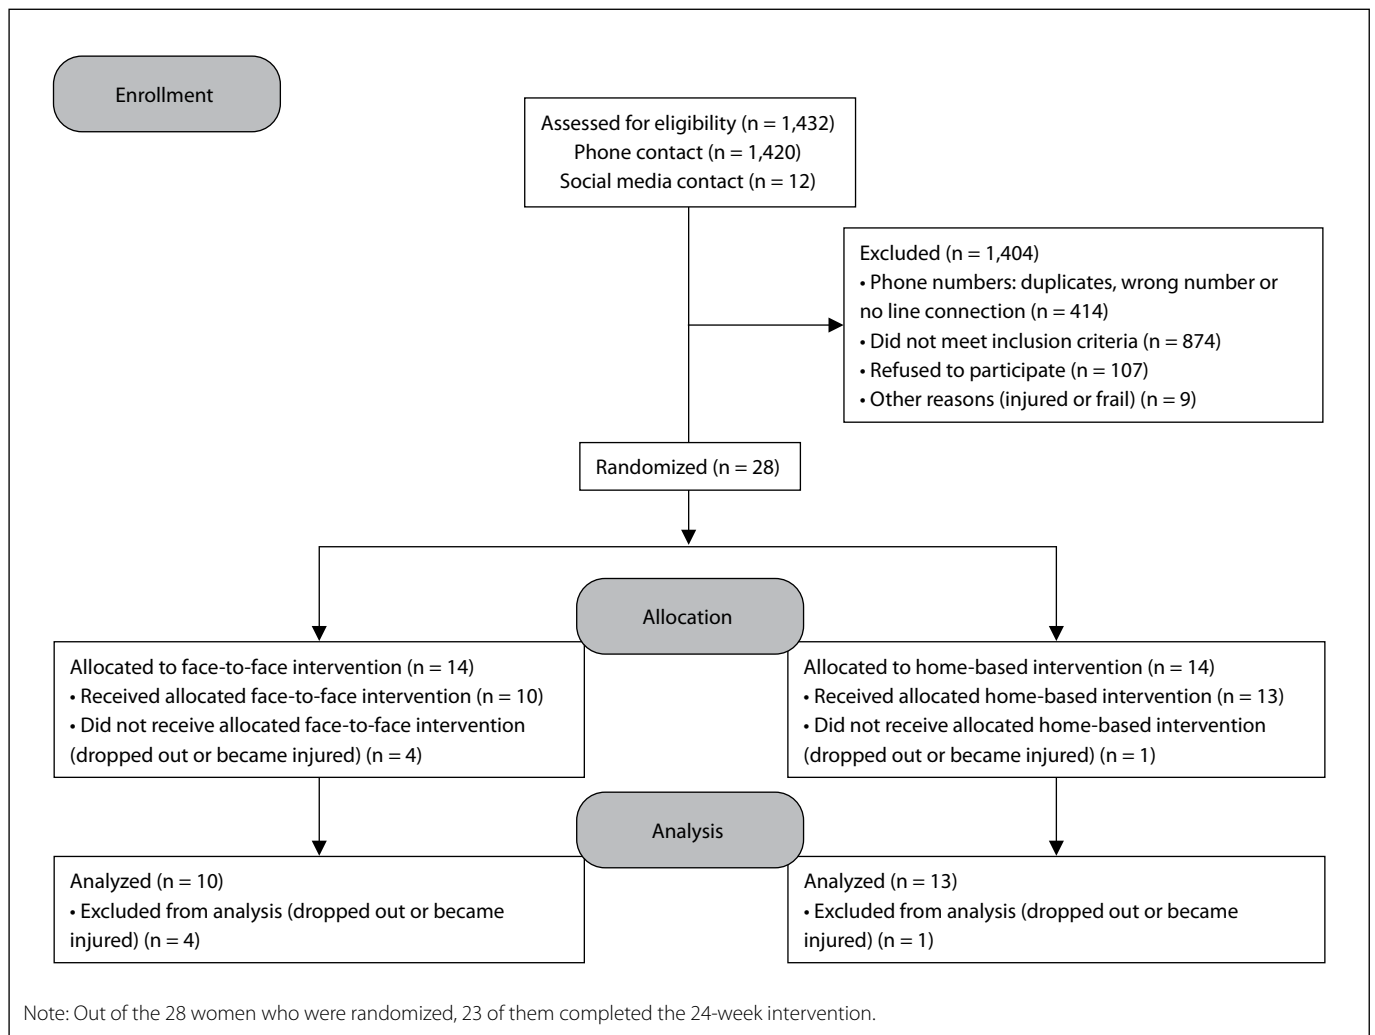 Enrollment
Assessed for eligibility (n = 1,432)
Phone contact (n = 1,420)
Social media contact (n = 12)
Excluded (n = 1,404)
• Phone numbers: duplicates, wrong number or
no line connection (n = 414)
• Did not meet inclusion criteria (n = 874)
• Refused to participate (n = 107)
• Other reasons (injured or frail) (n = 9)
Randomized (n = 28)
Allocation
Allocated to face-to-face intervention (n = 14)
• Received allocated face-to-face intervention (n = 10)
• Did not receive allocated face-to-face intervention
(dropped out or became injured) (n = 4)
Allocated to home-based intervention (n = 14)
• Received allocated home-based intervention (n = 13)
• Did not receive allocated home-based intervention
(dropped out or became injured) (n = 1)
Analysis
Analyzed (n = 10)
• Excluded from analysis (dropped out or became
injured) (n = 4)
Analyzed (n = 13)
• Excluded from analysis (dropped out or became
injured) (n = 1)
Note: Out of the 28 women who were randomized, 23 of them completed the 24-week intervention.